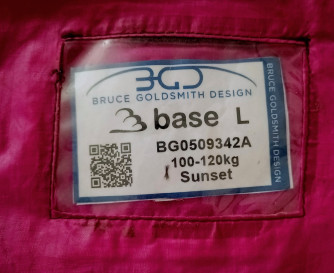 BGD
BRUCE GOLDSMITH DESIGN
base L
BG0509342A
100-120kg
Sunset
BRUCE GOLDSMITH DESIGN